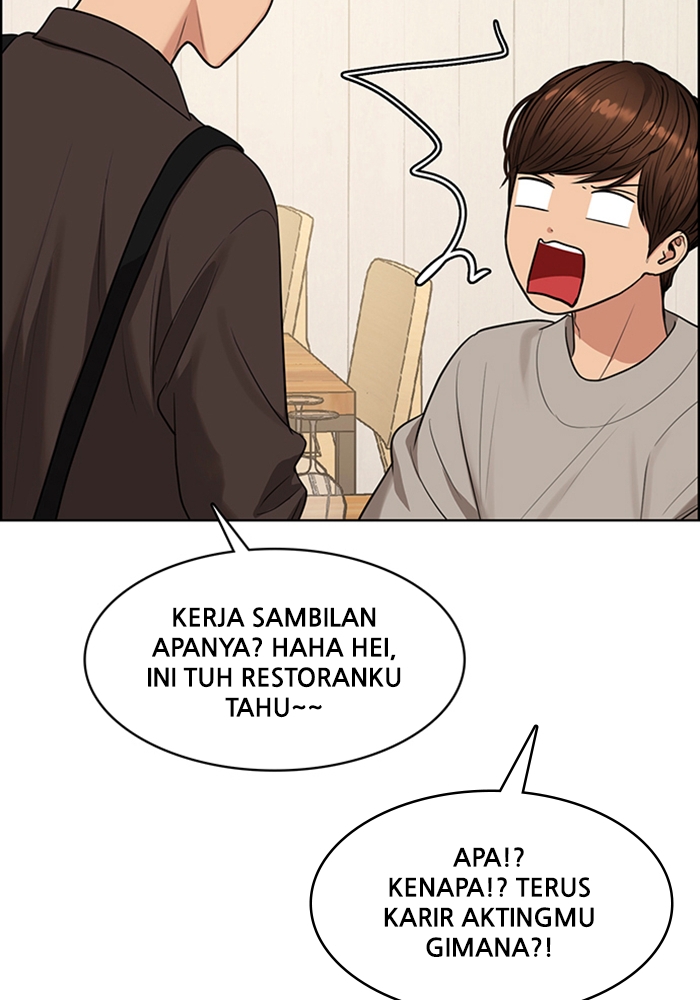 KERJA SAMBILAN
APANYA? HAHA HEI,
INI TUH RESTORANKU
TAHU~~
APA!?
KENAPA!? TERUS
KARIR AKTINGMU
GIMANA?!